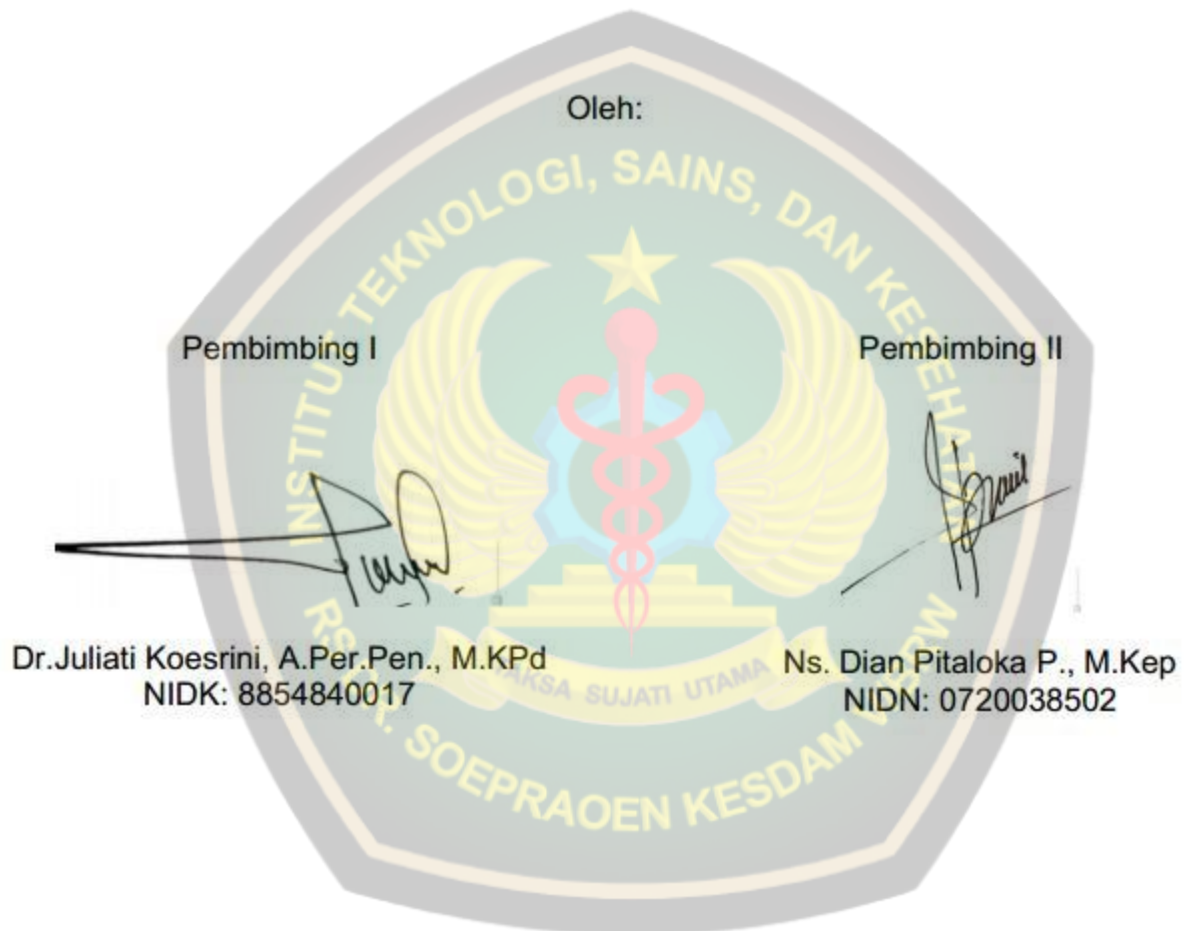 Oleh:
INSTITUT TEKNOLOGI, SAINS, DAN KESEHATAN
Pembimbing I
Pembimbing II
Dr.Juliati Koesrini, A.Per.Pen., M.KPd
NIDK: 8854840017
Ns. Dian Pitaloka P., M.Kep
NIDN: 0720038502
SUJATI UTAMA
SOEPRAOEN KESDAM